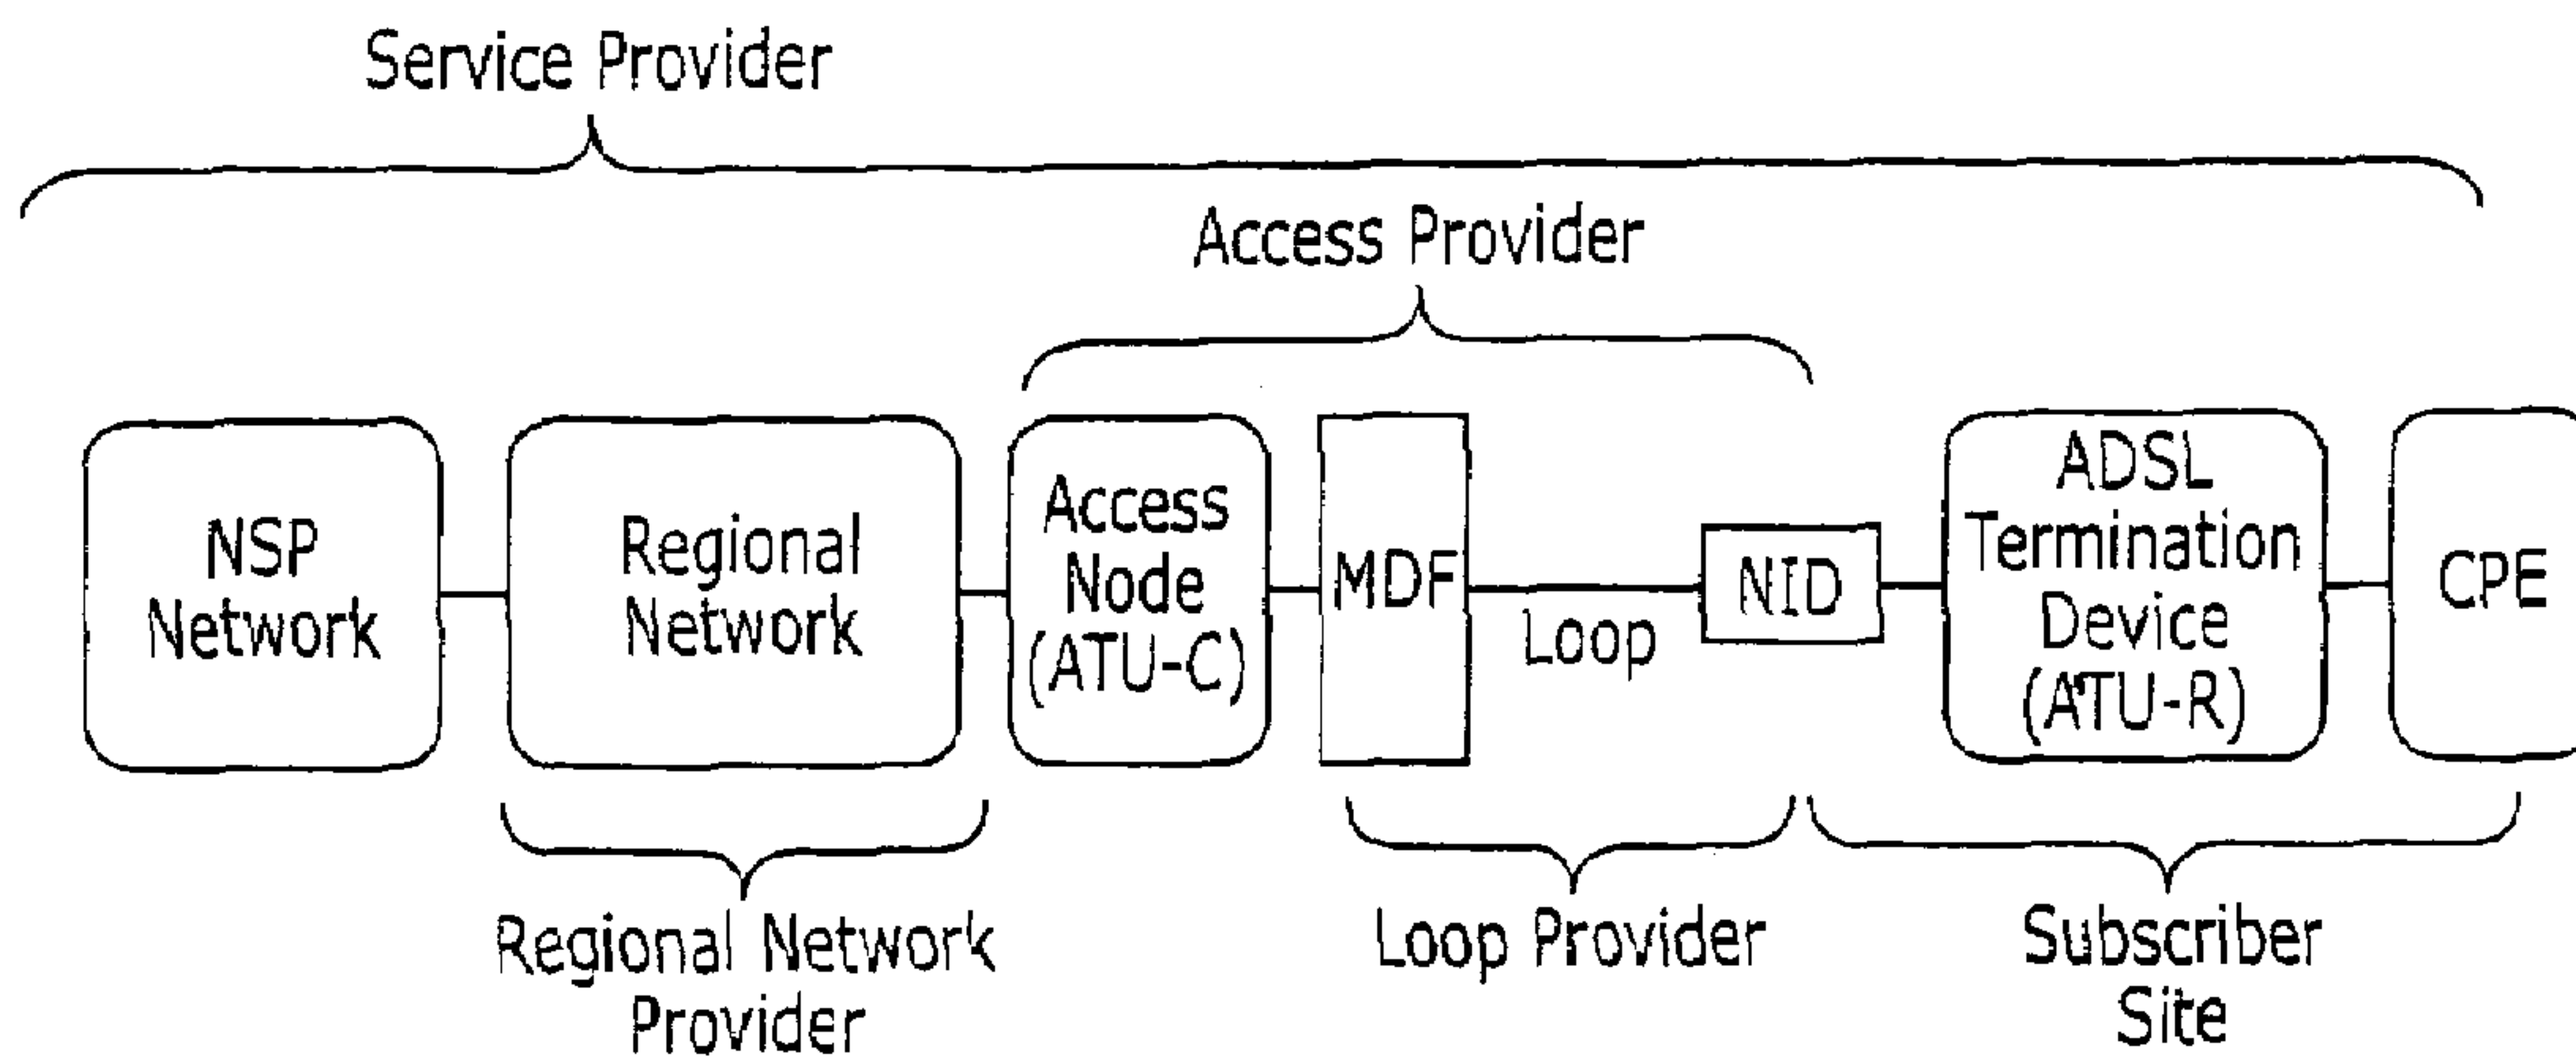 Service Provider
Access Provider
NSP
Network
Regional
Network
Access
Node
(ATU-C)
MDF
Loop
NID
ADSL
Termination
Device
(ATU-R)
CPE
Regional Network
Provider
Loop Provider
Subscriber
Site